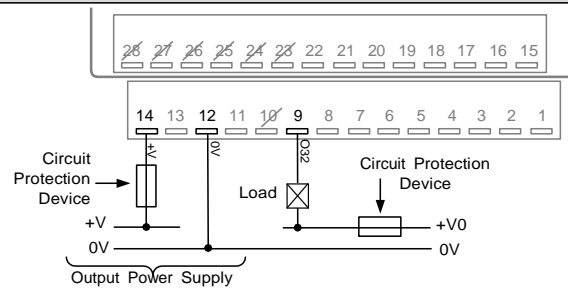 28 27 26 25 24 23 22 21 20 19 18 17 16 15
14 13 12 11 10 9 8 7 6 5 4 3 2 1
+V 0V O32
Circuit Protection Device
Circuit Protection Device
Load
+V +V0
0V 0V
Output Power Supply